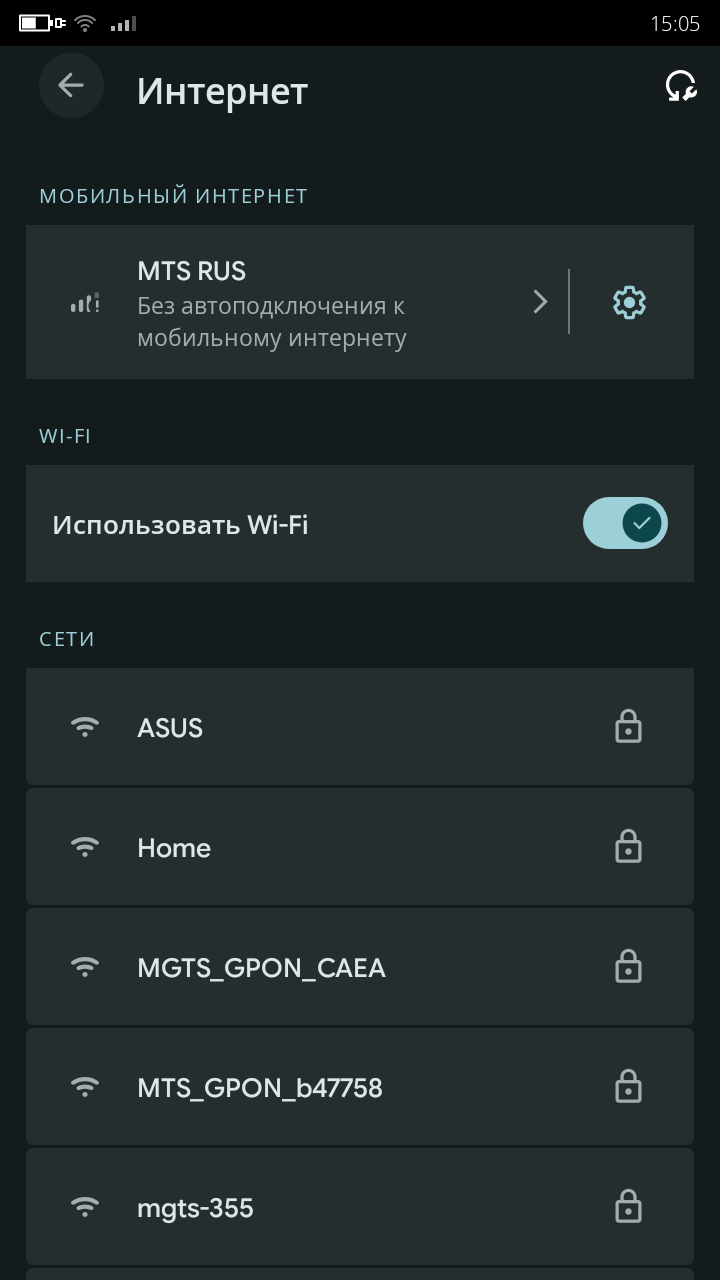 15:05
Интернет
МОБИЛЬНЫЙ ИНТЕРНЕТ
MTS RUS
Без автоподключения к
мобильному интернету
WI-FI
Использовать Wi-Fi
СЕТИ
ASUS
Home
MGTS_GPON_CAEA
MTS_GPON_b47758
mgts-355